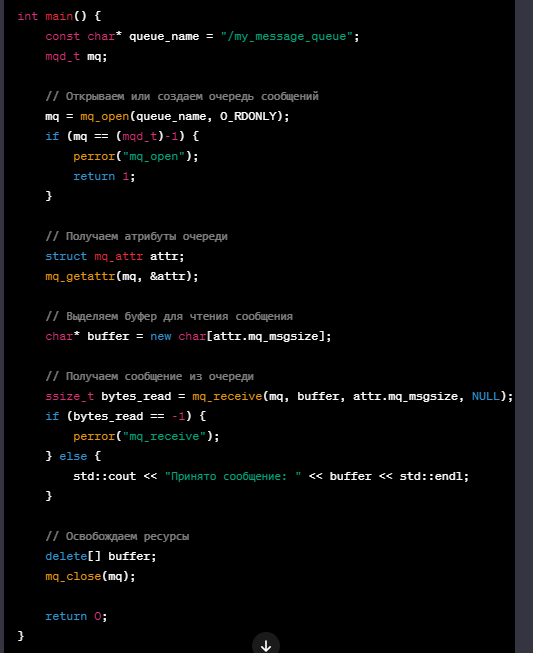 int main() {
    const char* queue_name = "/my_message_queue";
    mqd_t mq;

    // Открываем или создаем очередь сообщений
    mq = mq_open(queue_name, O_RDONLY);
    if (mq == (mqd_t)-1) {
        perror("mq_open");
        return 1;
    }

    // Получаем атрибуты очереди
    struct mq_attr attr;
    mq_getattr(mq, &attr);

    // Выделяем буфер для чтения сообщения
    char* buffer = new char[attr.mq_msgsize];

    // Получаем сообщение из очереди
    ssize_t bytes_read = mq_receive(mq, buffer, attr.mq_msgsize, NULL);
    if (bytes_read == -1) {
        perror("mq_receive");
    } else {
        std::cout << "Принято сообщение: " << buffer << std::endl;
    }

    // Освобождаем ресурсы
    delete[] buffer;
    mq_close(mq);

    return 0;
}